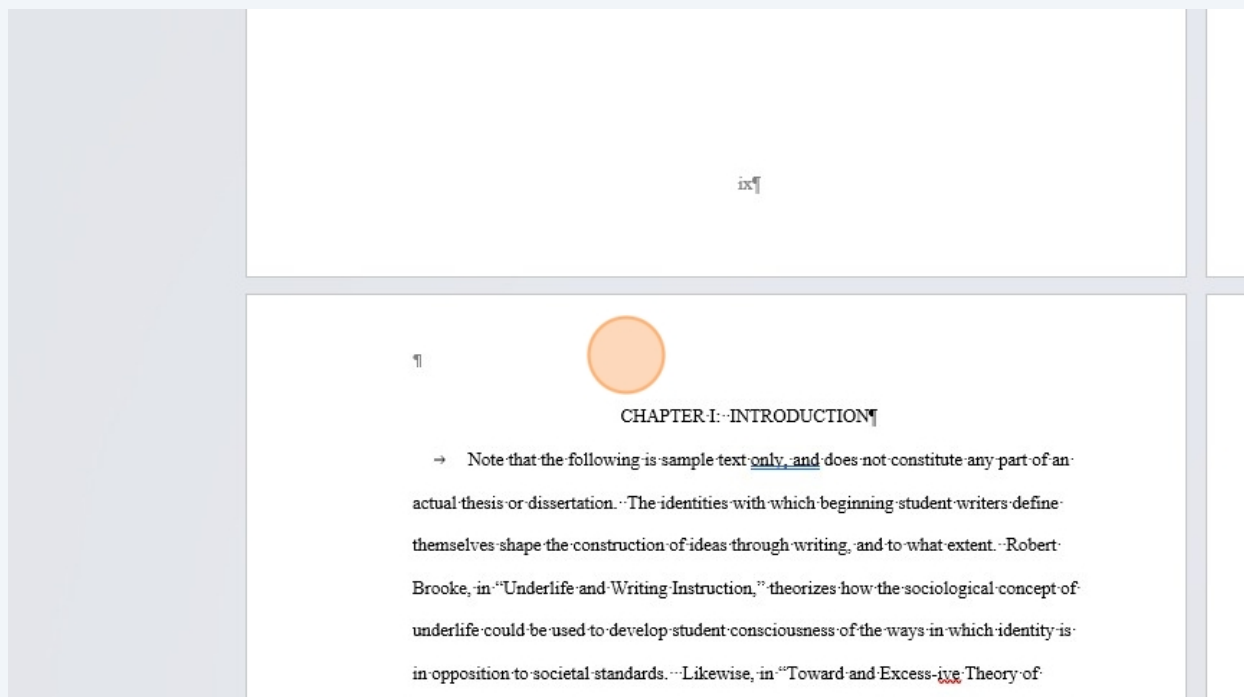 ix¶
¶
CHAPTER·I:··INTRODUCTION¶
→ Note·that·the·following·is·sample·text·only,·and·does·not·constitute·any·part·of·an·
actual·thesis·or·dissertation.··The·identities·with·which·beginning·student·writers·define·
themselves·shape·the·construction·of·ideas·through·writing,·and·to·what·extent.··Robert·
Brooke,·in·“Underlife·and·Writing·Instruction,”·theorizes·how·the·sociological·concept·of·
underlife·could·be·used·to·develop·student·consciousness·of·the·ways·in·which·identity·is·
in·opposition·to·societal·standards.···Likewise,·in·“Toward·and·Excess-ive·Theory·of·